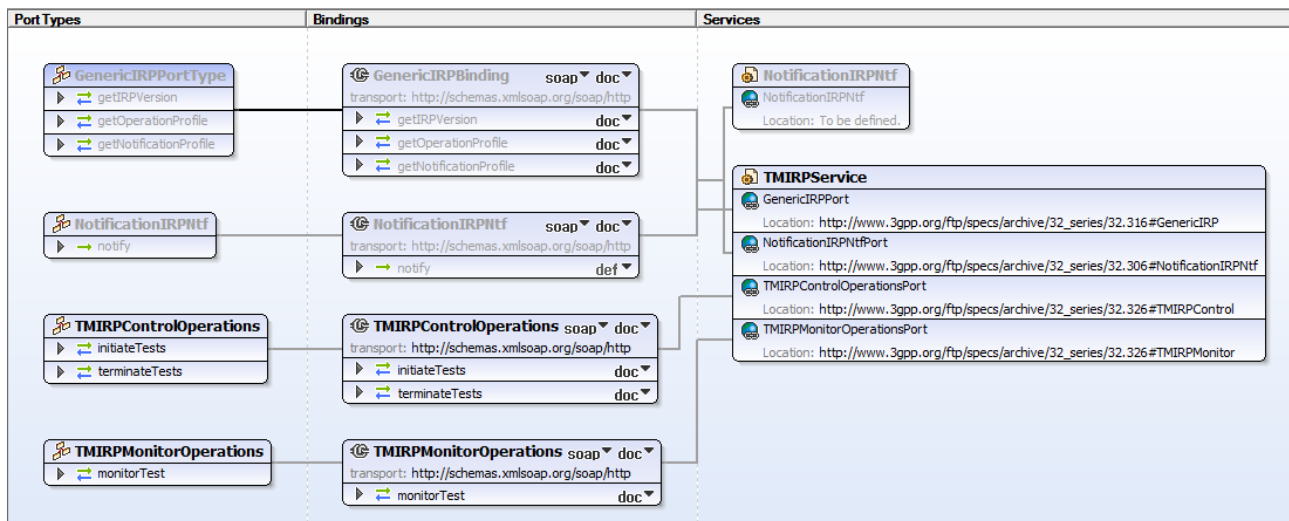 Port Types
Bindings
Services
GenericIRPPortType
getIRPVersion
getOperationProfile
getNotificationProfile
GenericIRPBinding soap doc
transport: http://schemas.xmlsoap.org/soap/http
getIRPVersion doc
getOperationProfile doc
getNotificationProfile doc
NotificationIRPNtf
NotificationIRPNtf
Location: To be defined.
TMIRPService
GenericIRPPort
Location: http://www.3gpp.org/ftp/specs/archive/32_series/32.316#GenericIRP
NotificationIRPNtfPort
Location: http://www.3gpp.org/ftp/specs/archive/32_series/32.306#NotificationIRPNtf
TMIRPControlOperationsPort
Location: http://www.3gpp.org/ftp/specs/archive/32_series/32.326#TMIRPControl
TMIRPMonitorOperationsPort
Location: http://www.3gpp.org/ftp/specs/archive/32_series/32.326#TMIRPMonitor
NotificationIRPNtf
notify
NotificationIRPNtf soap doc
transport: http://schemas.xmlsoap.org/soap/http
notify def
TMIRPControlOperations
initiateTests
terminateTests
TMIRPControlOperations soap doc
transport: http://schemas.xmlsoap.org/soap/http
initiateTests doc
terminateTests doc
TMIRPMonitorOperations
monitorTest
TMIRPMonitorOperations soap doc
transport: http://schemas.xmlsoap.org/soap/http
monitorTest doc